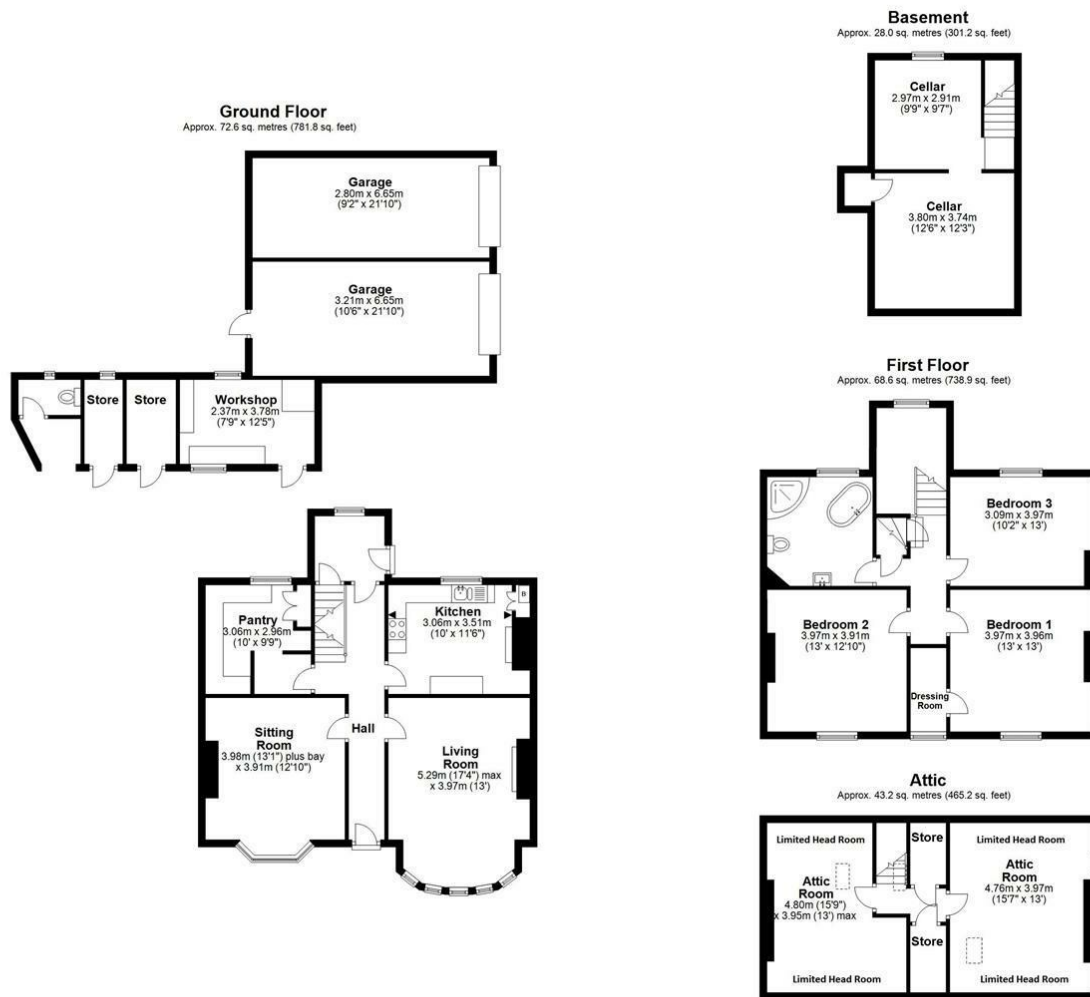 Ground Floor
Approx. 72.6 sq. metres (781.8 sq. feet)
Garage
2.80m x 6.65m
(9'2" x 21'10")
Garage
3.21m x 6.65m
(10'6" x 21'10")
Store
Store
Workshop
2.37m x 3.78m
(7'9" x 12'5")
Pantry
3.06m x 2.96m
(10' x 9'9")
Kitchen
3.06m x 3.51m
(10' x 11'6")
B
Sitting
Room
3.98m (13'1") plus bay
x 3.91m (12'10")
Hall
Living
Room
5.29m (17'4") max
x 3.97m (13')
Basement
Approx. 28.0 sq. metres (301.2 sq. feet)
Cellar
2.97m x 2.91m
(9'9" x 9'7")
Cellar
3.80m x 3.74m
(12'6" x 12'3")
First Floor
Approx. 68.6 sq. metres (738.9 sq. feet)
Bedroom 3
3.09m x 3.97m
(10'2" x 13')
Bedroom 2
3.97m x 3.91m
(13' x 12'10")
Bedroom 1
3.97m x 3.96m
(13' x 13')
Dressing
Room
Attic
Approx. 43.2 sq. metres (465.2 sq. feet)
Limited Head Room
Store
Limited Head Room
Attic
Room
4.80m (15'9")
x 3.95m (13') max
Attic
Room
4.76m x 3.97m
(15'7" x 13')
Store
Limited Head Room
Limited Head Room